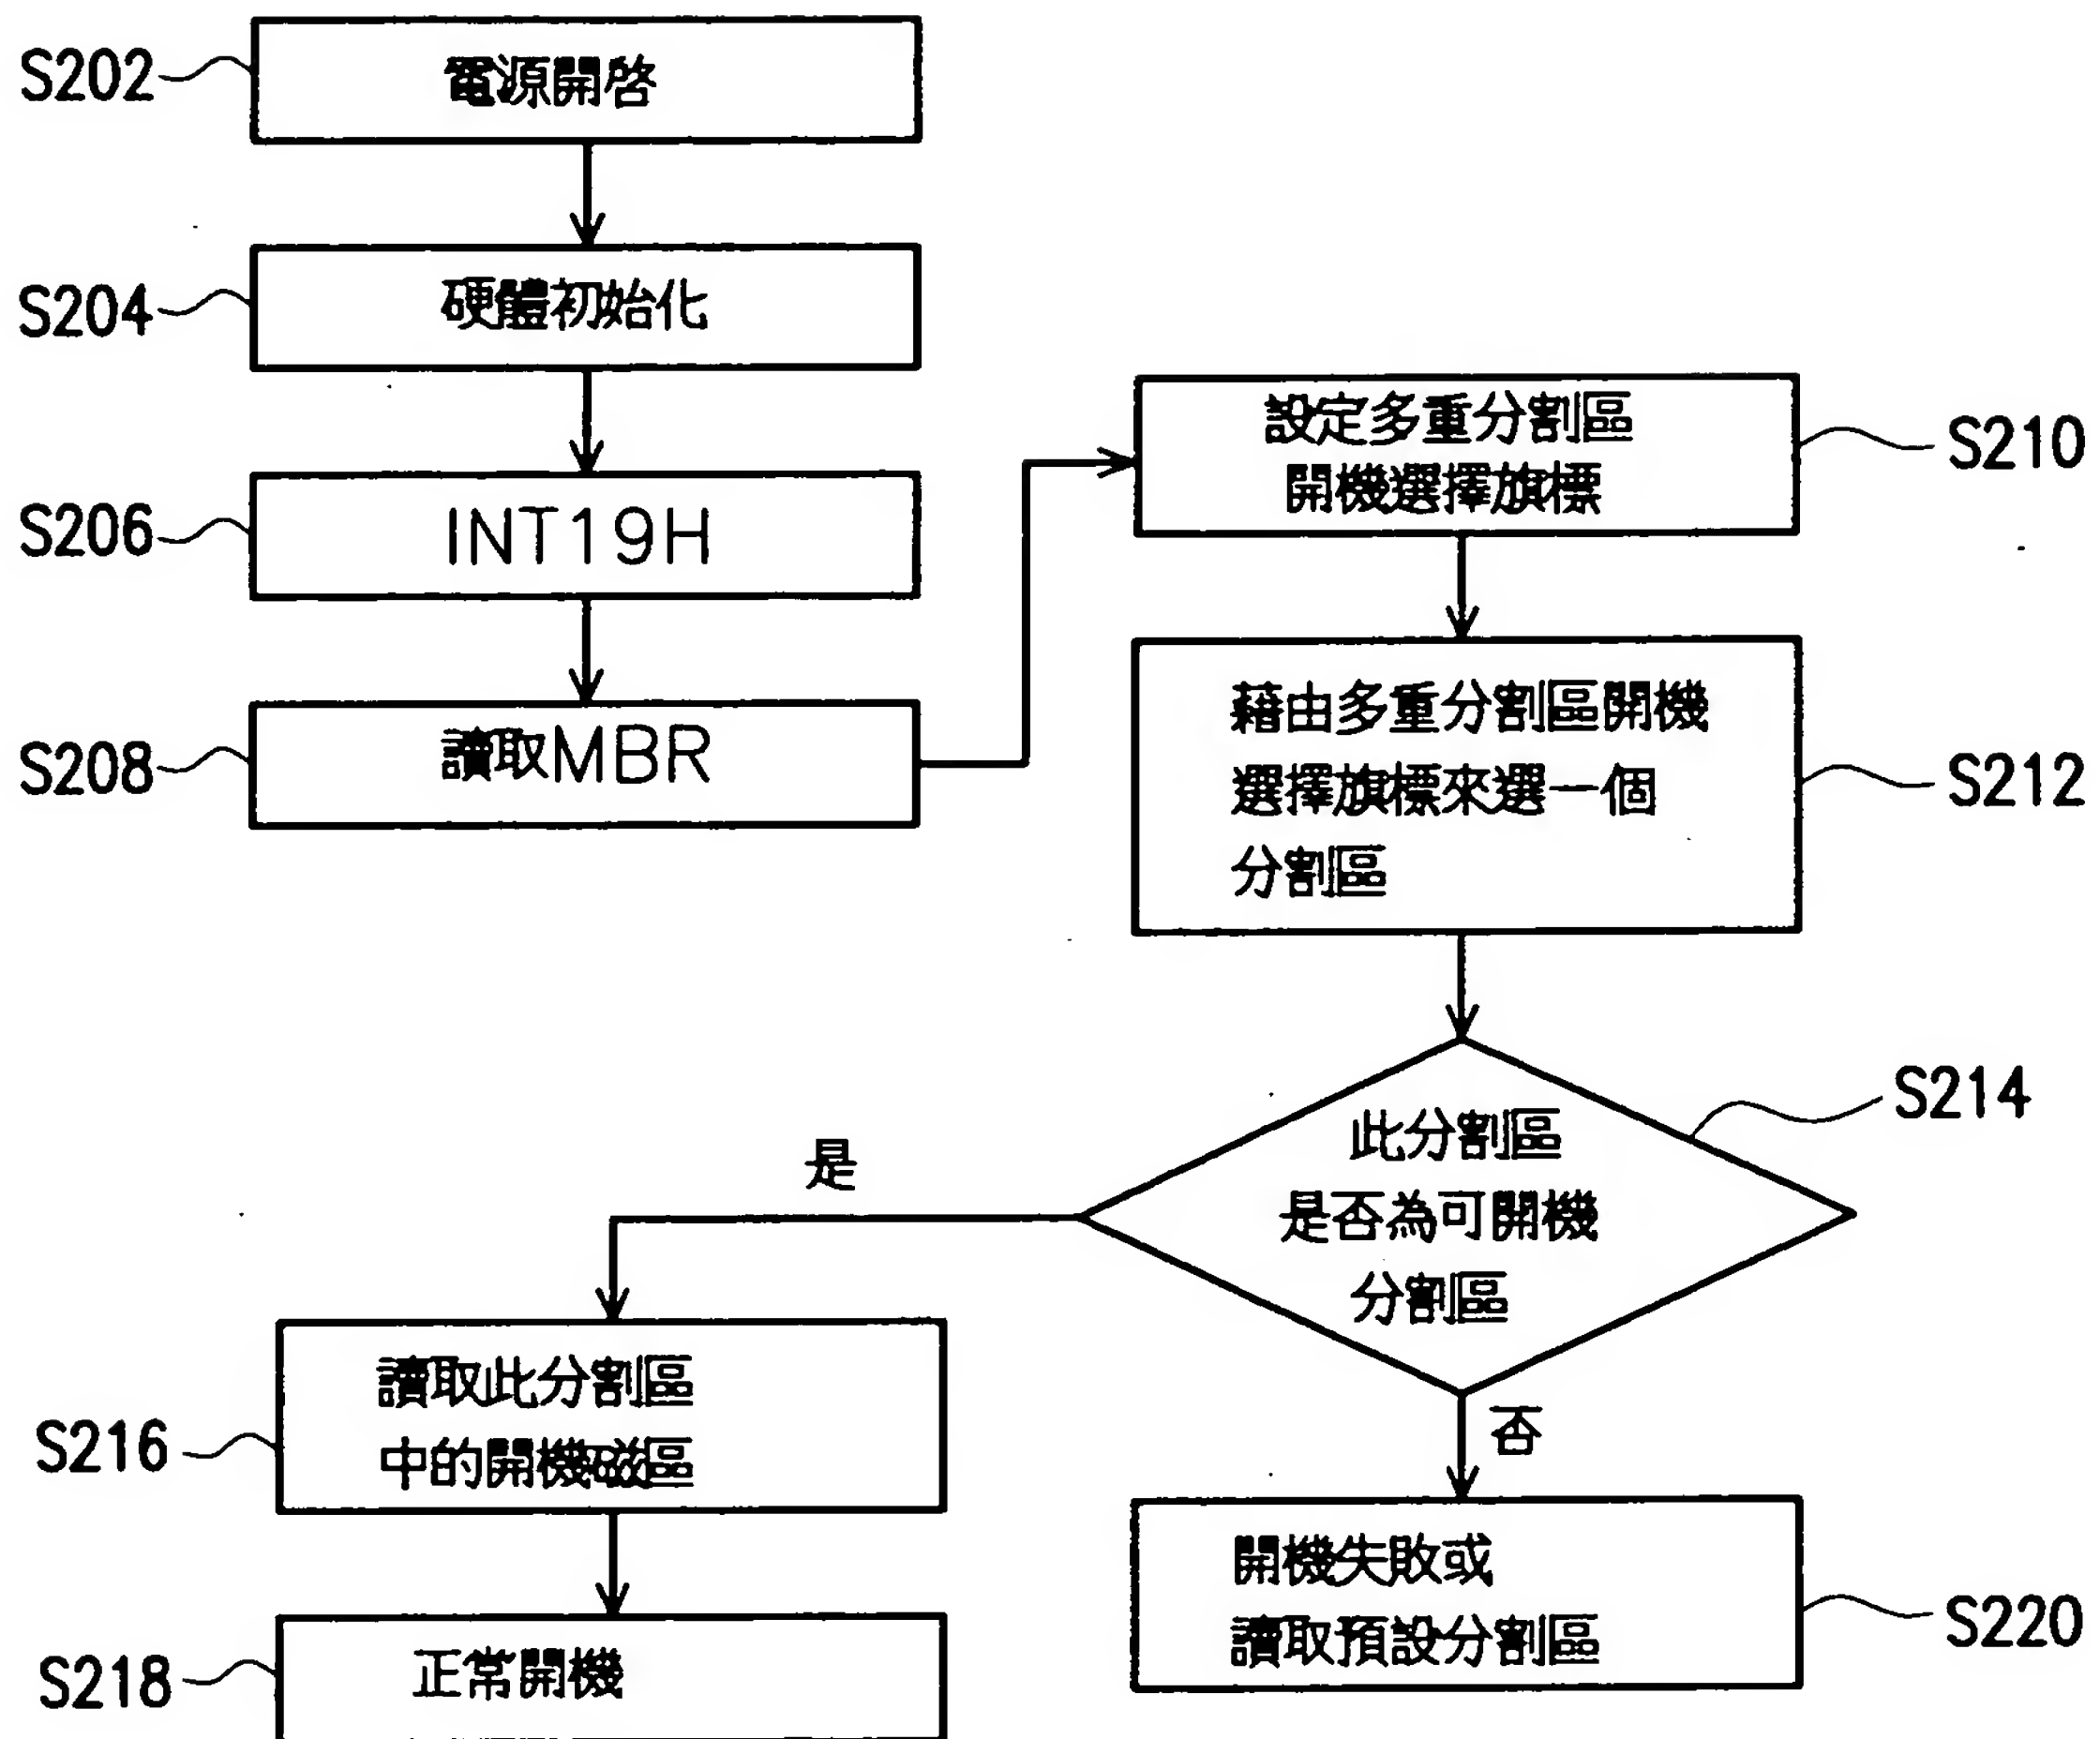 S202
電源開啓
S204
硬體初始化
S206
INT19H
S208
讀取MBR
設定多重分割區
開機選擇旗標
S210
藉由多重分割區開機
選擇旗標來選一個
分割區
S212
此分割區
是否為可開機
分割區
S214
是
否
讀取此分割區
中的開機磁區
S216
正常開機
S218
開機失敗或
讀取預設分割區
S220